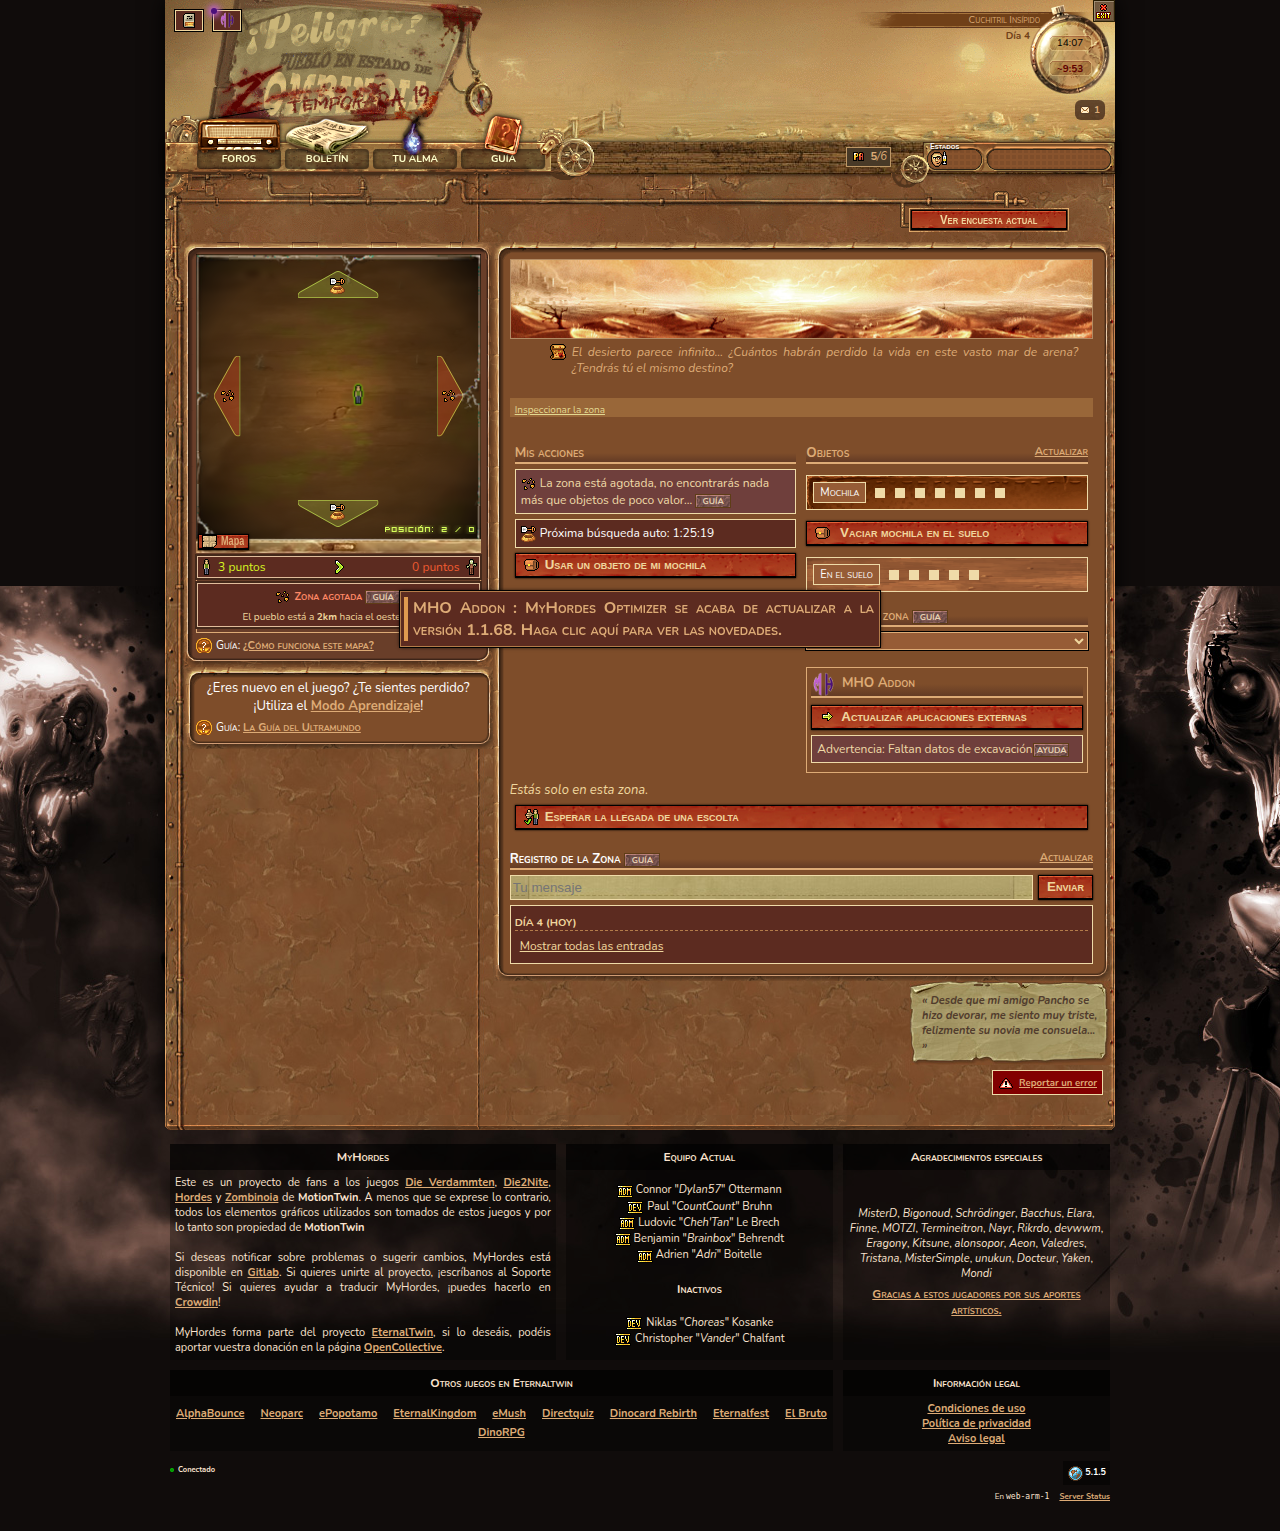 ¡Peligro!
PUEBLO EN ESTADO DE
ZOMBINOIA
TEMPORADA 19
Cuchitril Insípido
EXIT
Día 4
14:07
~9:53
1
FOROS
BOLETÍN
TU ALMA
GUÍA
PA 5/6
Estados
Ver encuesta actual
El desierto parece infinito... ¿Cuántos habrán perdido la vida en este vasto mar de arena?
¿Tendrás tú el mismo destino?
Inspeccionar la zona
POSICIÓN: 2 / 0
Mapa
3 puntos
0 puntos
Zona agotada GUÍA
El pueblo está a 2km hacia el oeste
Guía: ¿Cómo funciona este mapa?
¿Eres nuevo en el juego? ¿Te sientes perdido?
¡Utiliza el Modo Aprendizaje!
Guía: La Guía del Ultramundo
Mis acciones
La zona está agotada, no encontrarás nada
más que objetos de poco valor... GUÍA
Próxima búsqueda auto: 1:25:19
Usar un objeto de mi mochila
Objetos
Actualizar
Mochila
Vaciar mochila en el suelo
En el suelo
MHO Addon : MyHordes Optimizer se acaba de actualizar a la
versión 1.1.68. Haga clic aquí para ver las novedades.
zona GUÍA
MHO Addon
Actualizar aplicaciones externas
Advertencia: Faltan datos de excavación AYUDA
Estás solo en esta zona.
Esperar la llegada de una escolta
Registro de la Zona GUÍA
Actualizar
Tu mensaje
Enviar
DÍA 4 (HOY)
Mostrar todas las entradas
« Desde que mi amigo Pancho se
hizo devorar, me siento muy triste,
felizmente su novia me consuela...
»
Reportar un error
MyHordes
Este es un proyecto de fans a los juegos Die Verdammten, Die2Nite,
Hordes y Zombinoia de MotionTwin. A menos que se exprese lo contrario,
todos los elementos gráficos utilizados son tomados de estos juegos y por
lo tanto son propiedad de MotionTwin
Si deseas notificar sobre problemas o sugerir cambios, MyHordes está
disponible en Gitlab. Si quieres unirte al proyecto, ¡escríbanos al Soporte
Técnico! Si quieres ayudar a traducir MyHordes, ¡puedes hacerlo en
Crowdin!
MyHordes forma parte del proyecto EternalTwin, si lo deseáis, podéis
aportar vuestra donación en la página OpenCollective.
Equipo Actual
ADM Connor "Dylan57" Ottermann
DEV Paul "CountCount" Bruhn
ADM Ludovic "Cheh'Tan" Le Brech
ADM Benjamin "Brainbox" Behrendt
ADM Adrien "Adri" Boitelle
Inactivos
DEV Niklas "Choreas" Kosanke
DEV Christopher "Vander" Chalfant
Agradecimientos especiales
MisterD, Bigonoud, Schrödinger, Bacchus, Elara,
Finne, MOTZI, Termineitron, Nayr, Rikrdo, devwwm,
Eragony, Kitsune, alonsopor, Aeon, Valedres,
Tristana, MisterSimple, unukun, Docteur, Yaken,
Mondi
Gracias a estos jugadores por sus aportes
artísticos.
Otros juegos en Eternaltwin
AlphaBounce Neoparc ePopotamo EternalKingdom eMush Directquiz Dinocard Rebirth Eternalfest El Bruto
DinoRPG
Información legal
Condiciones de uso
Política de privacidad
Aviso legal
Conectado
5.1.5
En web-arm-1 Server Status